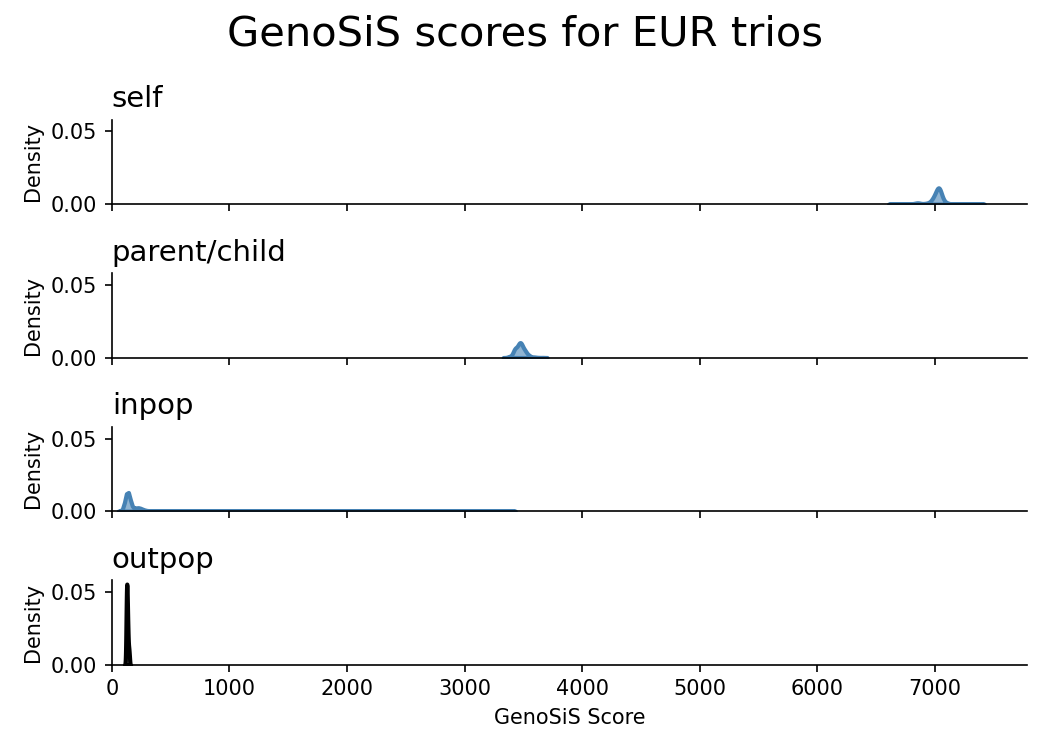 GenoSiS scores for EUR trios
self
Density
0.05
0.00
parent/child
Density
0.05
0.00
inpop
Density
0.05
0.00
outpop
Density
0.05
0.00
0 1000 2000 3000 4000 5000 6000 7000
GenoSiS Score